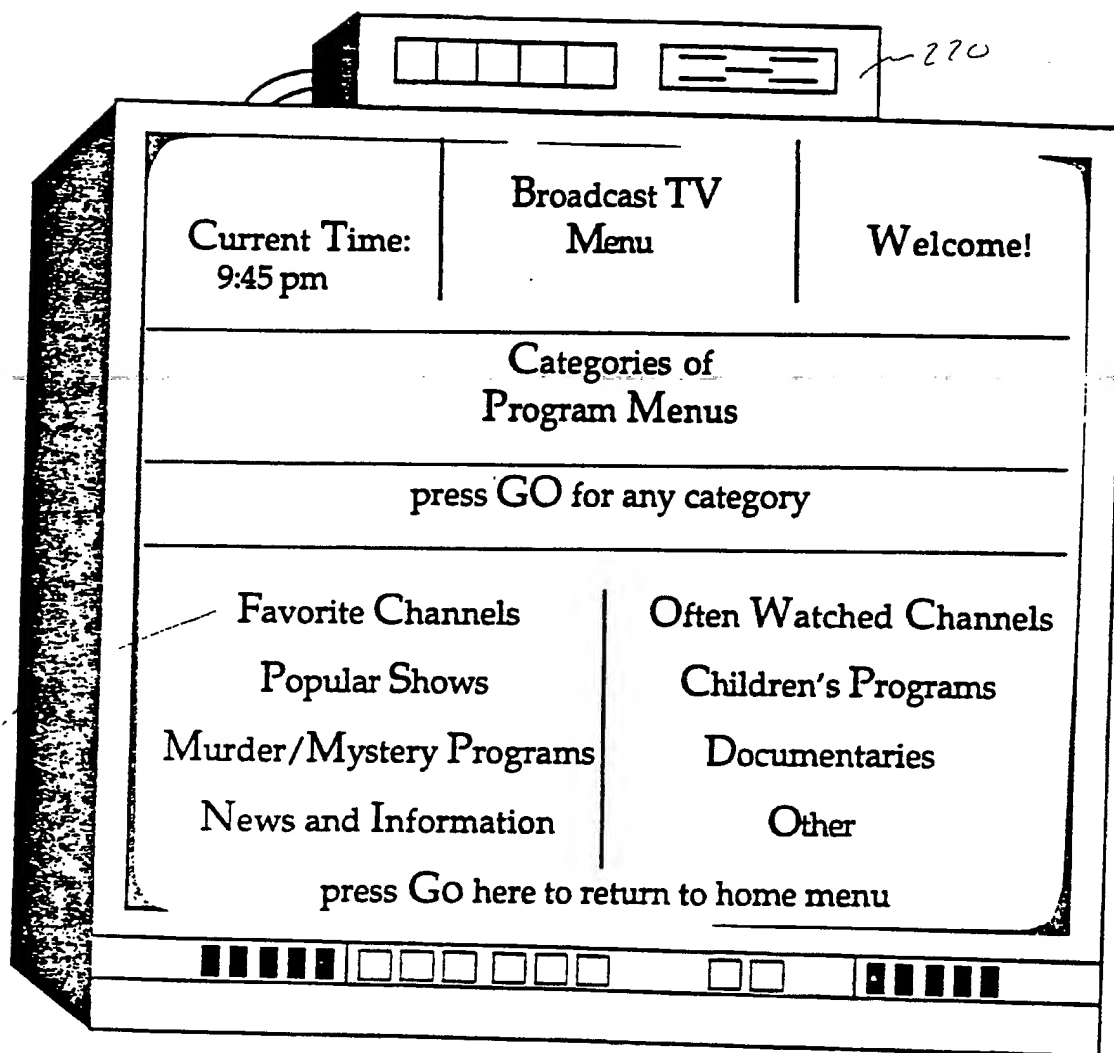 220
Current Time:
9:45 pm
Broadcast TV
Menu
Welcome!
Categories of
Program Menus
press GO for any category
Favorite Channels
Popular Shows
Murder/Mystery Programs
News and Information
Often Watched Channels
Children's Programs
Documentaries
Other
press GO here to return to home menu